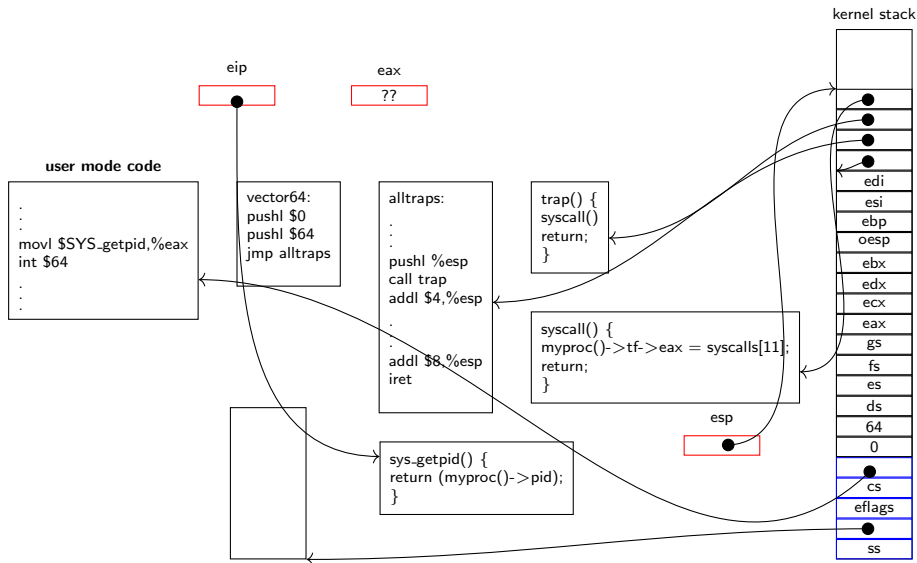 kernel stack
eip
eax
??
user mode code
.
.
.
movl $SYS_getpid,%eax
int $64
.
.
.
vector64:
pushl $0
pushl $64
jmp alltraps
alltraps:
.
.
.
pushl %esp
call trap
addl $4,%esp
.
.
.
addl $8,%esp
iret
trap() {
syscall()
return;
}
syscall() {
myproc()->tf->eax = syscalls[11];
return;
}
esp
sys_getpid() {
return (myproc()->pid);
}
edi
esi
ebp
oesp
ebx
edx
ecx
eax
gs
fs
es
ds
64
0
cs
eflags
ss